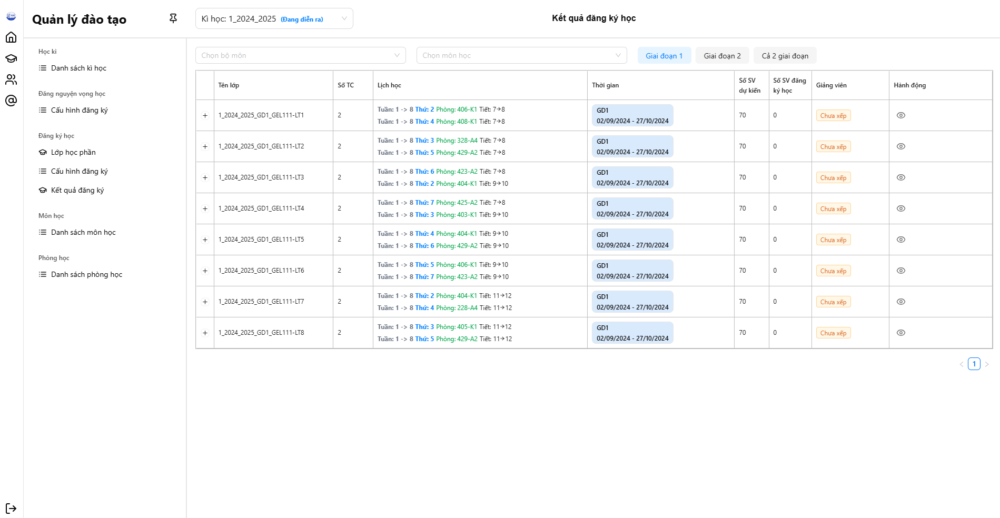 Quản lý đào tạo
Kì học: 1_2024_2025 (Đang diễn ra)
Kết quả đăng ký học
Học kì
Danh sách kì học
Đăng nguyện vọng học
Cấu hình đăng ký
Đăng ký học
Lớp học phần
Cấu hình đăng ký
Kết quả đăng ký
Môn học
Danh sách môn học
Phòng học
Danh sách phòng học
Chọn bộ môn
Chọn môn học
Giai đoạn 1
Giai đoạn 2
Cả 2 giai đoạn
Tên lớp
Số TC
Lịch học
Thời gian
Số SV
dự kiến
Số SV đăng
ký học
Giảng viên
Hành động
1_2024_2025_GD1_GEL111-LT1
2
Tuần: 1 -> 8 Thứ: 2 Phòng: 406-K1 Tiết: 7→8
Tuần: 1 -> 8 Thứ: 4 Phòng: 408-K1 Tiết: 7→8
GD1
02/09/2024 - 27/10/2024
70
0
Chưa xếp
1_2024_2025_GD1_GEL111-LT2
2
Tuần: 1 -> 8 Thứ: 3 Phòng: 328-A4 Tiết: 7→8
Tuần: 1 -> 8 Thứ: 5 Phòng: 429-A2 Tiết: 7→8
GD1
02/09/2024 - 27/10/2024
70
0
Chưa xếp
1_2024_2025_GD1_GEL111-LT3
2
Tuần: 1 -> 8 Thứ: 6 Phòng: 423-A2 Tiết: 7→8
Tuần: 1 -> 8 Thứ: 2 Phòng: 404-K1 Tiết: 9→10
GD1
02/09/2024 - 27/10/2024
70
0
Chưa xếp
1_2024_2025_GD1_GEL111-LT4
2
Tuần: 1 -> 8 Thứ: 7 Phòng: 425-A2 Tiết: 7→8
Tuần: 1 -> 8 Thứ: 3 Phòng: 403-K1 Tiết: 9→10
GD1
02/09/2024 - 27/10/2024
70
0
Chưa xếp
1_2024_2025_GD1_GEL111-LT5
2
Tuần: 1 -> 8 Thứ: 4 Phòng: 404-K1 Tiết: 9→10
Tuần: 1 -> 8 Thứ: 6 Phòng: 429-A2 Tiết: 9→10
GD1
02/09/2024 - 27/10/2024
70
0
Chưa xếp
1_2024_2025_GD1_GEL111-LT6
2
Tuần: 1 -> 8 Thứ: 5 Phòng: 406-K1 Tiết: 9→10
Tuần: 1 -> 8 Thứ: 7 Phòng: 423-A2 Tiết: 9→10
GD1
02/09/2024 - 27/10/2024
70
0
Chưa xếp
1_2024_2025_GD1_GEL111-LT7
2
Tuần: 1 -> 8 Thứ: 2 Phòng: 404-K1 Tiết: 11→12
Tuần: 1 -> 8 Thứ: 4 Phòng: 228-A4 Tiết: 11→12
GD1
02/09/2024 - 27/10/2024
70
0
Chưa xếp
1_2024_2025_GD1_GEL111-LT8
2
Tuần: 1 -> 8 Thứ: 3 Phòng: 405-K1 Tiết: 11→12
Tuần: 1 -> 8 Thứ: 5 Phòng: 429-A2 Tiết: 11→12
GD1
02/09/2024 - 27/10/2024
70
0
Chưa xếp
1